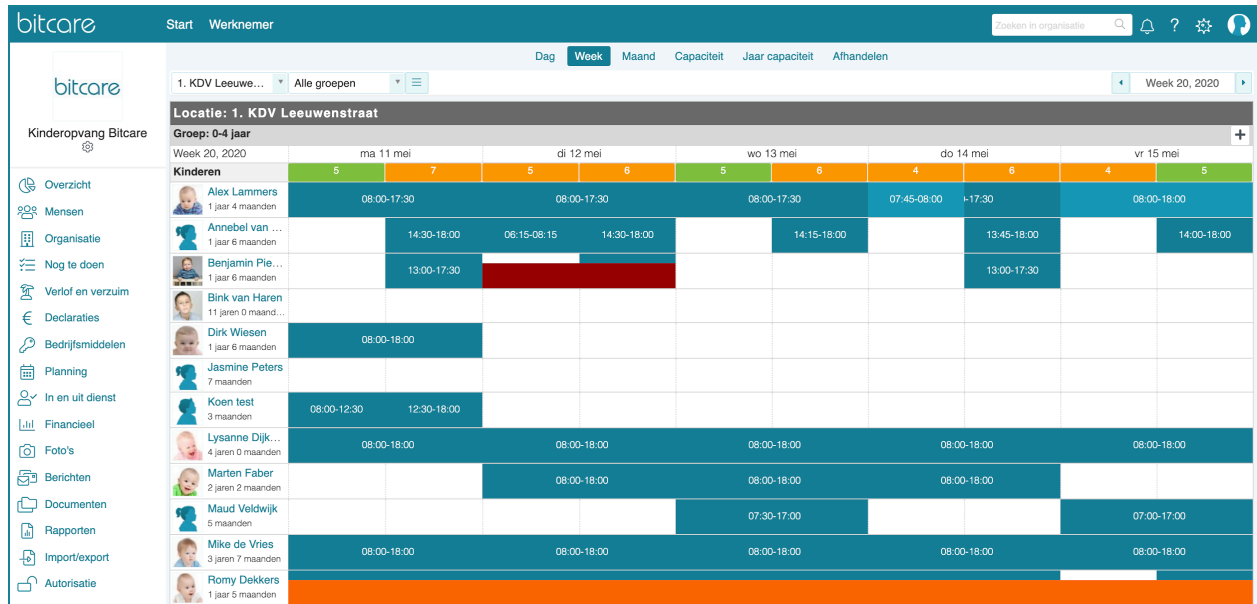 bitcare Start Werknemer Zoeken in organisatie ?
Dag Week Maand Capaciteit Jaar capaciteit Afhandelen
bitcare
Kinderopvang Bitcare
Overzicht
Mensen
Organisatie
Nog te doen
Verlof en verzuim
Declaraties
Bedrijfsmiddelen
Planning
In en uit dienst
Financieel
Foto's
Berichten
Documenten
Rapporten
Import/export
Autorisatie
1. KDV Leeuwe... Alle groepen Week 20, 2020
Locatie: 1. KDV Leeuwenstraat
Groep: 0-4 jaar +
Week 20, 2020 ma 11 mei di 12 mei wo 13 mei do 14 mei vr 15 mei
Kinderen 5 7 5 6 5 6 4 6 4 5
Alex Lammers
1 jaar 4 maanden
08:00-17:30 08:00-17:30 08:00-17:30 07:45-08:00 -17:30 08:00-18:00
Annebel van ...
1 jaar 6 maanden
14:30-18:00 06:15-08:15 14:30-18:00 14:15-18:00 13:45-18:00 14:00-18:00
Benjamin Pie...
1 jaar 6 maanden
13:00-17:30 13:00-17:30
Bink van Haren
11 jaren 0 maand...
Dirk Wiesen
1 jaar 6 maanden
08:00-18:00
Jasmine Peters
7 maanden
Koen test
3 maanden
08:00-12:30 12:30-18:00
Lysanne Dijk...
4 jaren 0 maanden
08:00-18:00 08:00-18:00 08:00-18:00 08:00-18:00 08:00-18:00
Marten Faber
2 jaren 2 maanden
08:00-18:00 08:00-18:00 08:00-18:00
Maud Veldwijk
5 maanden
07:30-17:00 07:00-17:00
Mike de Vries
3 jaren 7 maanden
08:00-18:00 08:00-18:00 08:00-18:00 08:00-18:00 08:00-18:00
Romy Dekkers
1 jaar 5 maanden